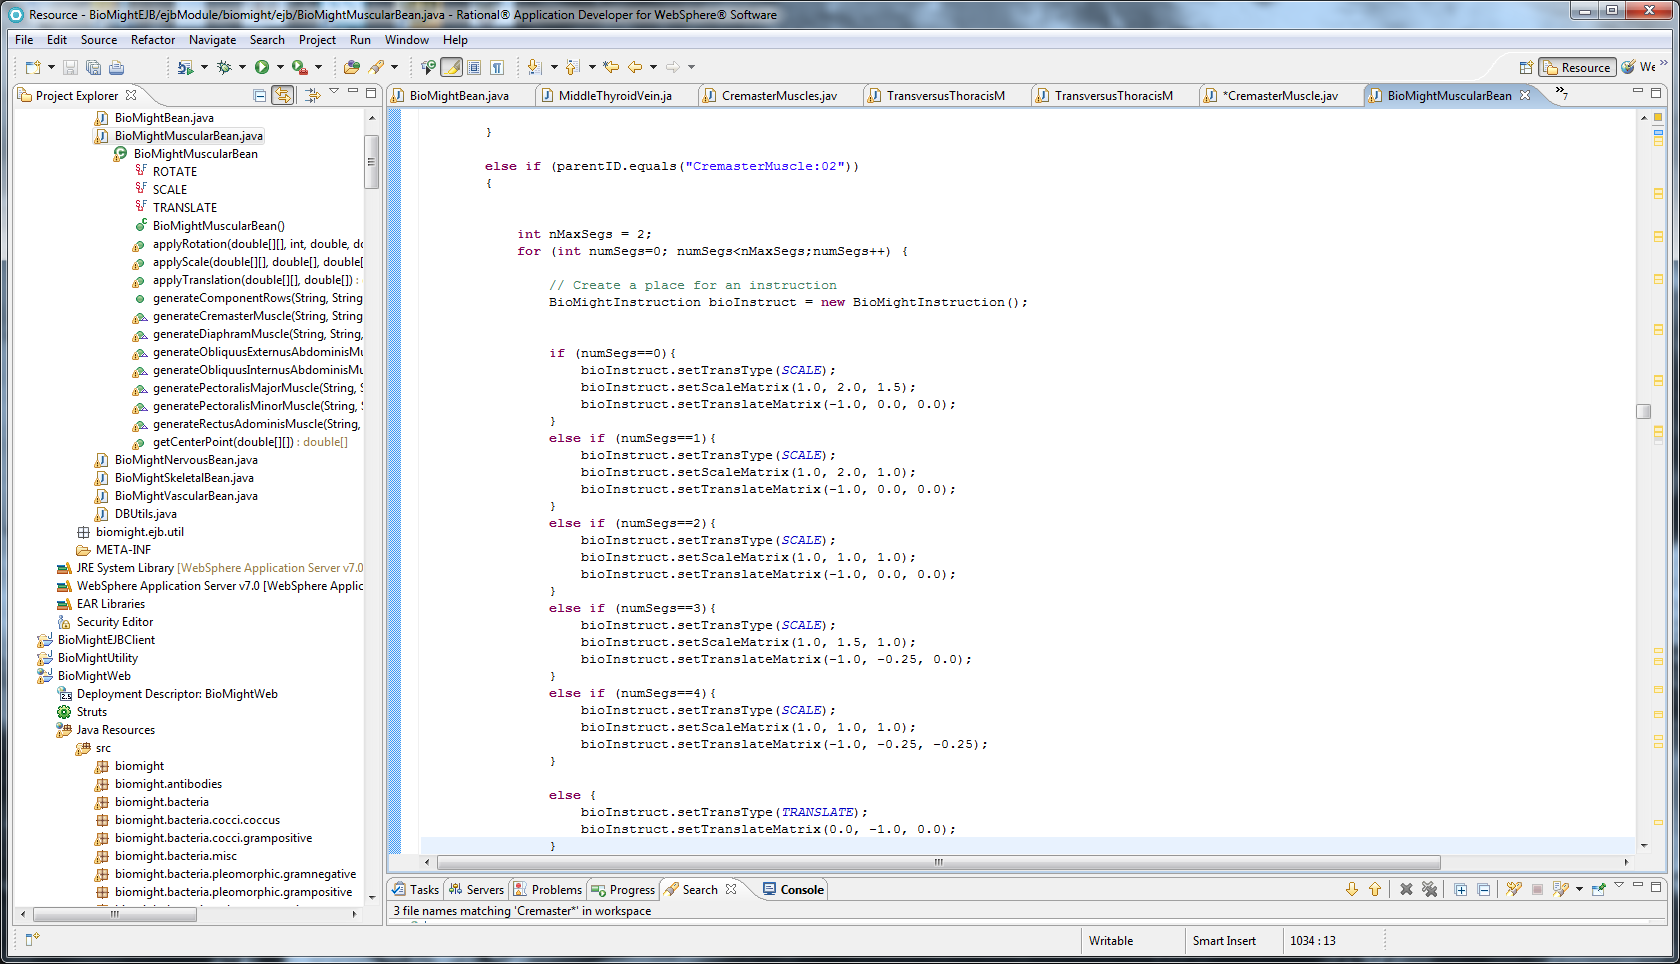 Resource - BioMightEJB/ejbModule/biomight/ejb/BioMightMuscularBean.java - Rational® Application Developer for WebSphere® Software
File Edit Source Refactor Navigate Search Project Run Window Help
Resource We
Project Explorer
BioMightBean.java MiddleThyroidVein.ja CremasterMuscles.jav TransversusThoracisM TransversusThoracisM *CremasterMuscle.jav BioMightMuscularBean »7
BioMightBean.java
BioMightMuscularBean.java
BioMightMuscularBean
ROTATE
SCALE
TRANSLATE
BioMightMuscularBean()
applyRotation(double[][], int, double, do
applyScale(double[][], double[], double[
applyTranslation(double[][], double[]) :
generateComponentRows(String, String
generateCremasterMuscle(String, String
generateDiaphramMuscle(String, String,
generateObliquusExternusAbdominisMu
generateObliquusInternusAbdominisMu
generatePectoralisMajorMuscle(String, S
generatePectoralisMinorMuscle(String, S
generateRectusAdominisMuscle(String,
getCenterPoint(double[][]) : double[]
BioMightNervousBean.java
BioMightSkeletalBean.java
BioMightVascularBean.java
DBUtils.java
biomight.ejb.util
META-INF
JRE System Library [WebSphere Application Server v7.0
WebSphere Application Server v7.0 [WebSphere Applic
EAR Libraries
Security Editor
BioMightEJBClient
BioMightUtility
BioMightWeb
Deployment Descriptor: BioMightWeb
Struts
Java Resources
src
biomight
biomight.antibodies
biomight.bacteria
biomight.bacteria.cocci.coccus
biomight.bacteria.cocci.grampositive
biomight.bacteria.misc
biomight.bacteria.pleomorphic.gramnegative
biomight.bacteria.pleomorphic.grampositive
}
else if (parentID.equals("CremasterMuscle:02"))
{
int nMaxSegs = 2;
for (int numSegs=0; numSegs<nMaxSegs;numSegs++) {
// Create a place for an instruction
BioMightInstruction bioInstruct = new BioMightInstruction();
if (numSegs==0){
bioInstruct.setTransType(SCALE);
bioInstruct.setScaleMatrix(1.0, 2.0, 1.5);
bioInstruct.setTranslateMatrix(-1.0, 0.0, 0.0);
}
else if (numSegs==1){
bioInstruct.setTransType(SCALE);
bioInstruct.setScaleMatrix(1.0, 2.0, 1.0);
bioInstruct.setTranslateMatrix(-1.0, 0.0, 0.0);
}
else if (numSegs==2){
bioInstruct.setTransType(SCALE);
bioInstruct.setScaleMatrix(1.0, 1.0, 1.0);
bioInstruct.setTranslateMatrix(-1.0, 0.0, 0.0);
}
else if (numSegs==3){
bioInstruct.setTransType(SCALE);
bioInstruct.setScaleMatrix(1.0, 1.5, 1.0);
bioInstruct.setTranslateMatrix(-1.0, -0.25, 0.0);
}
else if (numSegs==4){
bioInstruct.setTransType(SCALE);
bioInstruct.setScaleMatrix(1.0, 1.0, 1.0);
bioInstruct.setTranslateMatrix(-1.0, -0.25, -0.25);
}
else {
bioInstruct.setTransType(TRANSLATE);
bioInstruct.setTranslateMatrix(0.0, -1.0, 0.0);
}
Tasks Servers Problems Progress Search Console
3 file names matching 'Cremaster*' in workspace
Writable Smart Insert 1034 : 13